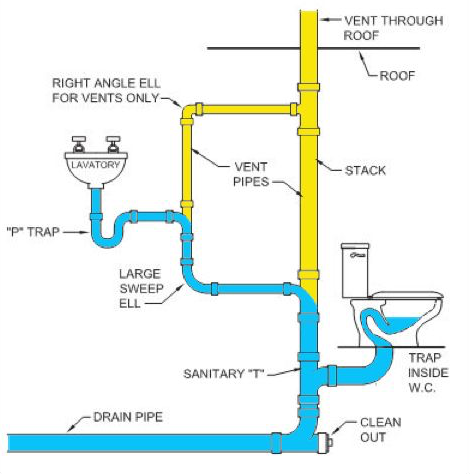 VENT THROUGH
ROOF
ROOF
RIGHT ANGLE ELL
FOR VENTS ONLY
LAVATORY
VENT
PIPES
STACK
"P" TRAP
LARGE
SWEEP
ELL
SANITARY "T"
TRAP
INSIDE
W.C.
DRAIN PIPE
CLEAN
OUT